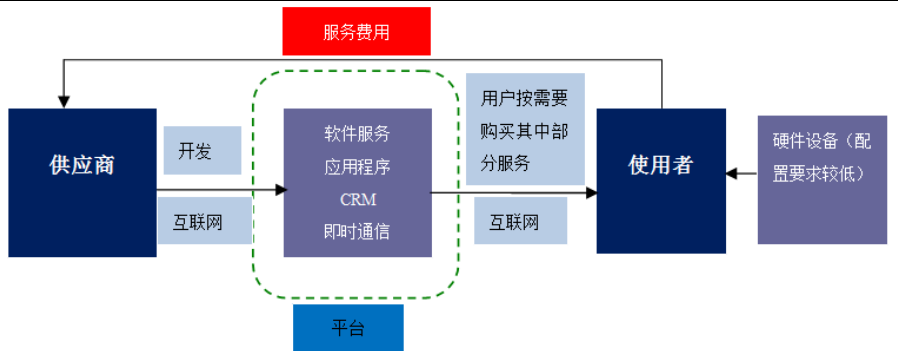 服务费用
供应商
开发
互联网
软件服务
应用程序
CRM
即时通信
用户按需要
购买其中部
分服务
互联网
使用者
硬件设备（配
置要求较低）
平台